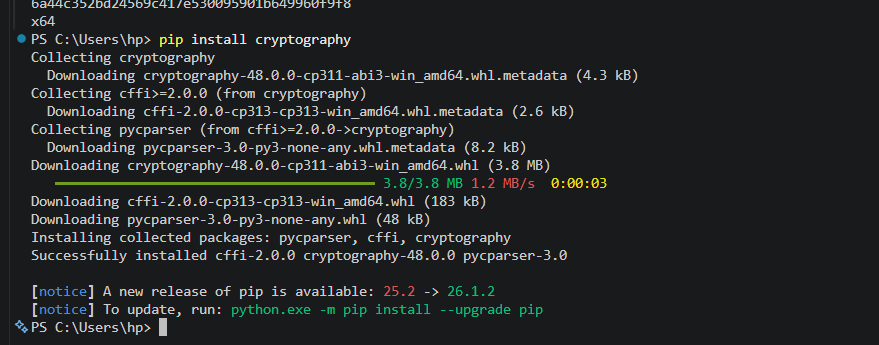 6a44c352bd24569c417e530095901b649960f9f8
x64
PS C:\Users\hp> pip install cryptography
Collecting cryptography
  Downloading cryptography-48.0.0-cp311-abi3-win_amd64.whl.metadata (4.3 kB)
Collecting cffi>=2.0.0 (from cryptography)
  Downloading cffi-2.0.0-cp313-cp313-win_amd64.whl.metadata (2.6 kB)
Collecting pycparser (from cffi>=2.0.0->cryptography)
  Downloading pycparser-3.0-py3-none-any.whl.metadata (8.2 kB)
Downloading cryptography-48.0.0-cp311-abi3-win_amd64.whl (3.8 MB)
3.8/3.8 MB 1.2 MB/s  0:00:03
Downloading cffi-2.0.0-cp313-cp313-win_amd64.whl (183 kB)
Downloading pycparser-3.0-py3-none-any.whl (48 kB)
Installing collected packages: pycparser, cffi, cryptography
Successfully installed cffi-2.0.0 cryptography-48.0.0 pycparser-3.0
[notice] A new release of pip is available: 25.2 -> 26.1.2
[notice] To update, run: python.exe -m pip install --upgrade pip
PS C:\Users\hp>